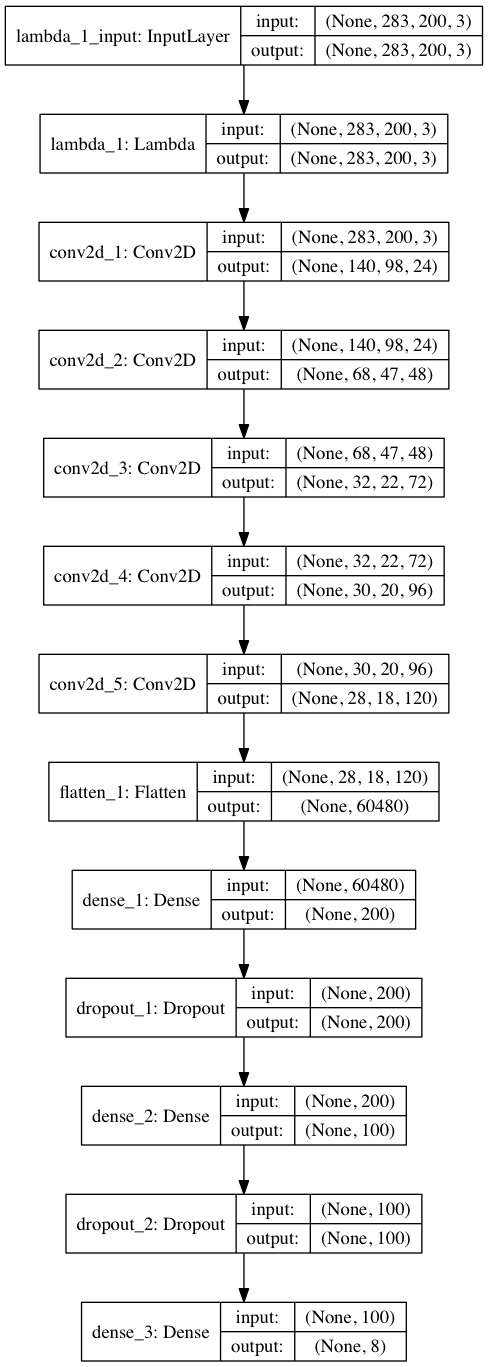 lambda_1_input: InputLayer
input: (None, 283, 200, 3)
output: (None, 283, 200, 3)
lambda_1: Lambda
input: (None, 283, 200, 3)
output: (None, 283, 200, 3)
conv2d_1: Conv2D
input: (None, 283, 200, 3)
output: (None, 140, 98, 24)
conv2d_2: Conv2D
input: (None, 140, 98, 24)
output: (None, 68, 47, 48)
conv2d_3: Conv2D
input: (None, 68, 47, 48)
output: (None, 32, 22, 72)
conv2d_4: Conv2D
input: (None, 32, 22, 72)
output: (None, 30, 20, 96)
conv2d_5: Conv2D
input: (None, 30, 20, 96)
output: (None, 28, 18, 120)
flatten_1: Flatten
input: (None, 28, 18, 120)
output: (None, 60480)
dense_1: Dense
input: (None, 60480)
output: (None, 200)
dropout_1: Dropout
input: (None, 200)
output: (None, 200)
dense_2: Dense
input: (None, 200)
output: (None, 100)
dropout_2: Dropout
input: (None, 100)
output: (None, 100)
dense_3: Dense
input: (None, 100)
output: (None, 8)